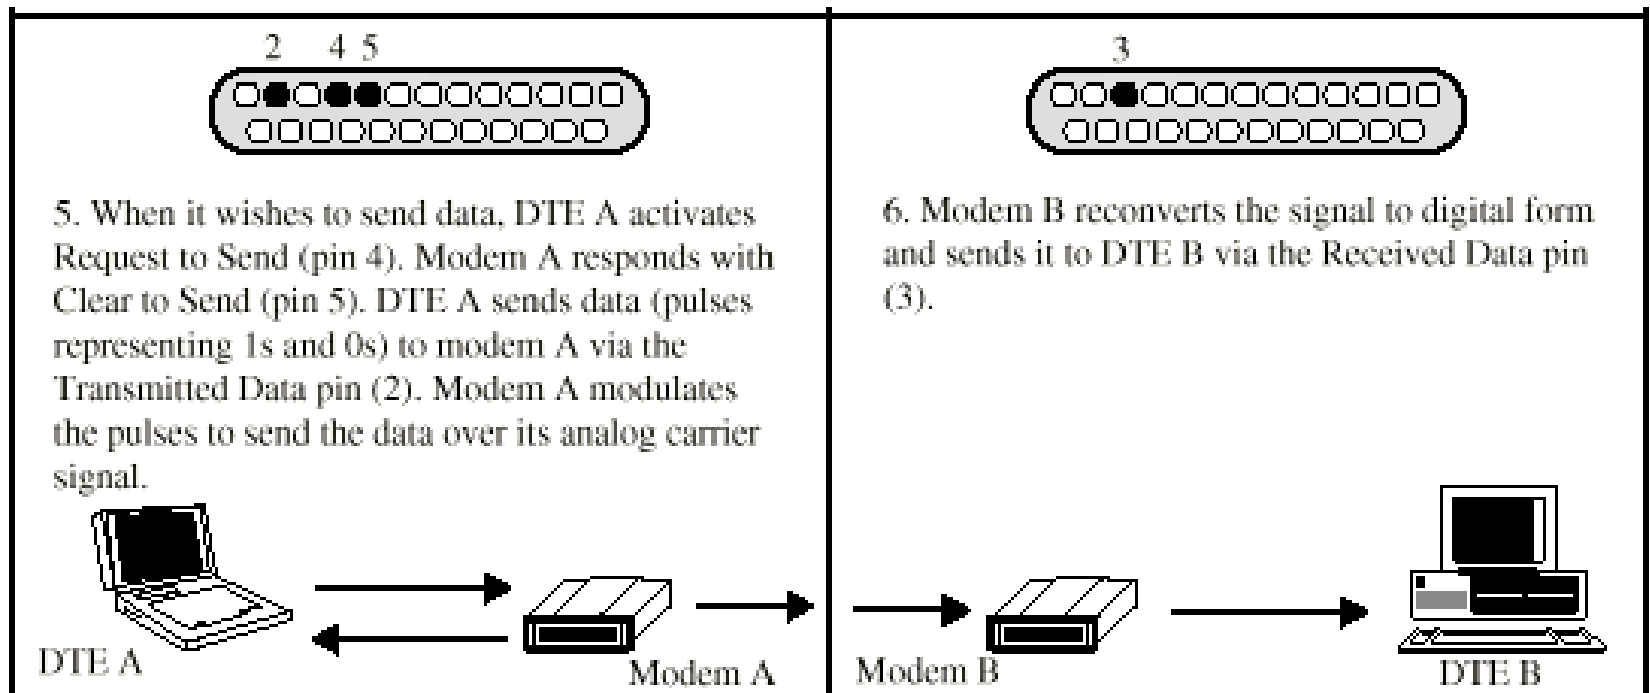 2 4 5
5. When it wishes to send data, DTE A activates
Request to Send (pin 4). Modem A responds with
Clear to Send (pin 5). DTE A sends data (pulses
representing 1s and 0s) to modem A via the
Transmitted Data pin (2). Modem A modulates
the pulses to send the data over its analog carrier
signal.
DTE A
Modem A
3
6. Modem B reconverts the signal to digital form
and sends it to DTE B via the Received Data pin
(3).
Modem B
DTE B